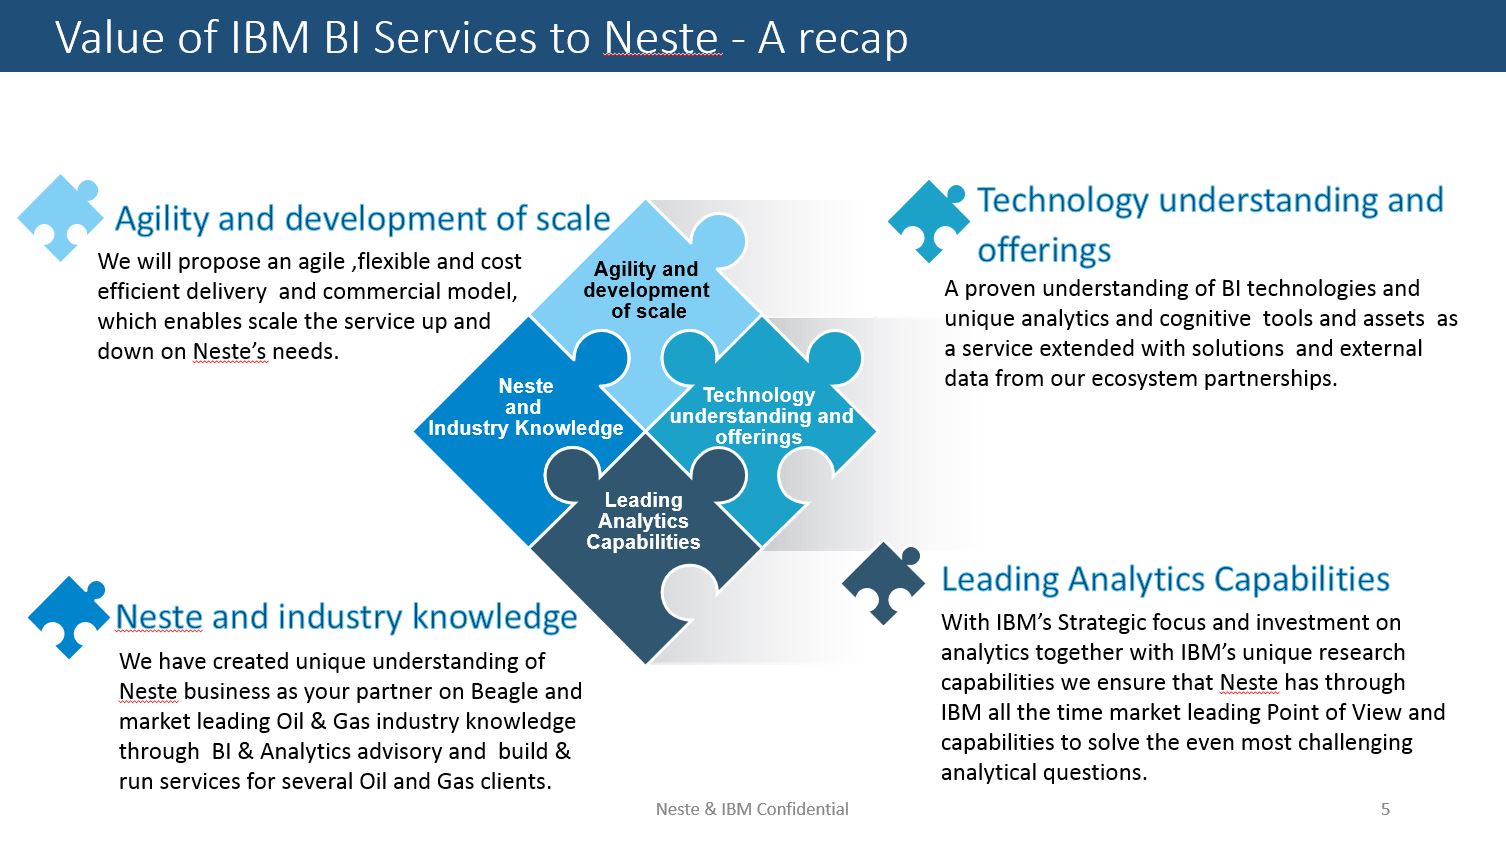 Value of IBM BI Services to Neste - A recap
Agility and development of scale
We will propose an agile ,flexible and cost
efficient delivery  and commercial model,
which enables scale the service up and
down on Neste’s needs.
Technology understanding and
offerings
A proven understanding of BI technologies and
unique analytics and cognitive  tools and assets  as
a service extended with solutions  and external
data from our ecosystem partnerships.
Agility and
development
of scale
Neste
and
Industry Knowledge
Technology
understanding and
offerings
Leading
Analytics
Capabilities
Neste and industry knowledge
We have created unique understanding of
Neste business as your partner on Beagle and
market leading Oil & Gas industry knowledge
through  BI & Analytics advisory and  build &
run services for several Oil and Gas clients.
Leading Analytics Capabilities
With IBM’s Strategic focus and investment on
analytics together with IBM’s unique research
capabilities we ensure that Neste has through
IBM all the time market leading Point of View and
capabilities to solve the even most challenging
analytical questions.
Neste & IBM Confidential
5